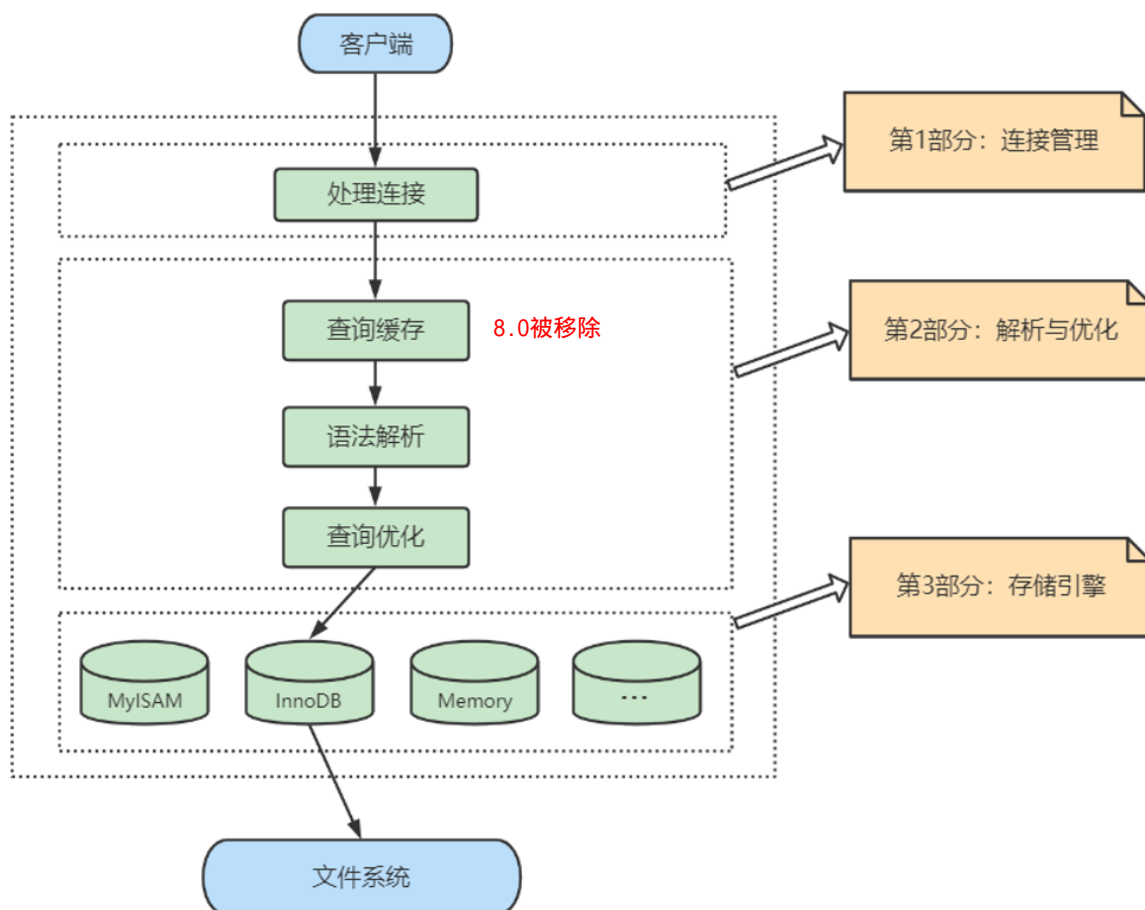 客户端
第1部分：连接管理
处理连接
查询缓存
8.0被移除
第2部分：解析与优化
语法解析
查询优化
第3部分：存储引擎
MyISAM
InnoDB
Memory
...
文件系统